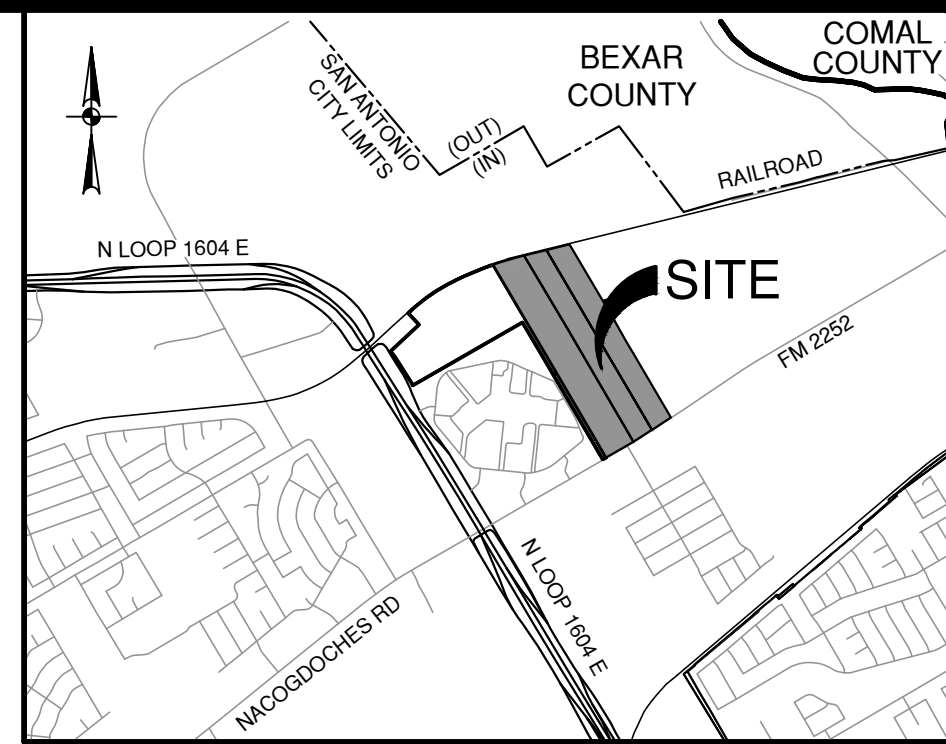 COMAL
COUNTY
BEXAR
COUNTY
SAN ANTONIO
CITY LIMITS
(OUT)
(IN)
RAILROAD
N LOOP 1604 E
SITE
FM 2252
N LOOP 1604 E
NACOGDOCHES RD